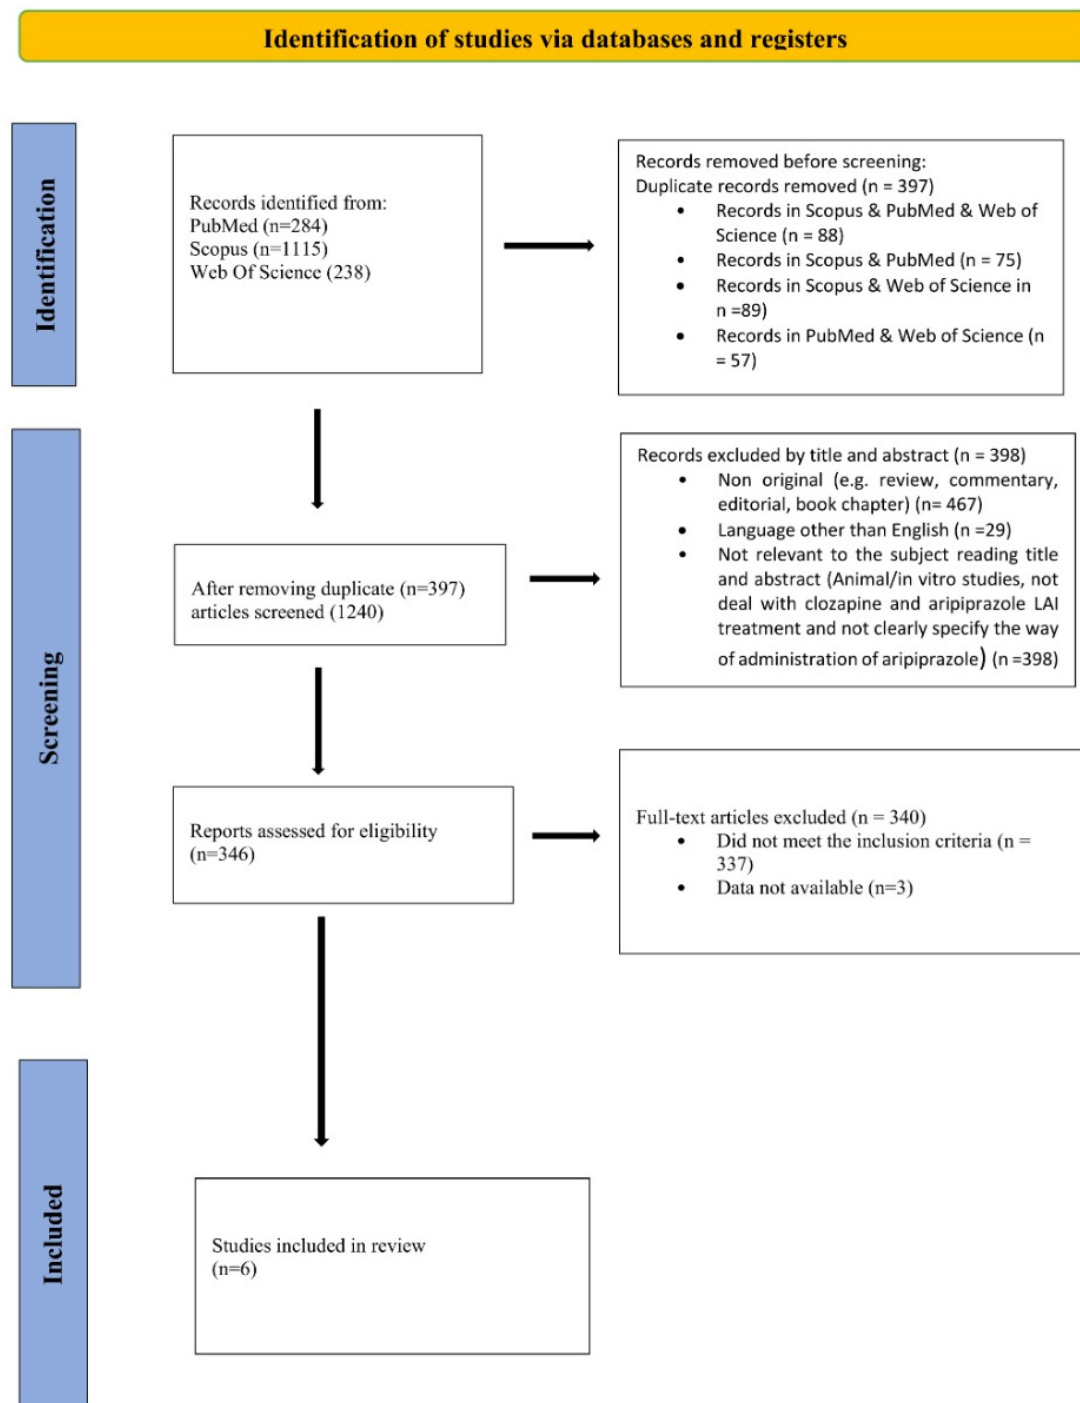 Identification of studies via databases and registers
Identification
Records identified from:
PubMed (n=284)
Scopus (n=1115)
Web Of Science (238)
Records removed before screening:
Duplicate records removed (n = 397)
• Records in Scopus & PubMed & Web of
Science (n = 88)
• Records in Scopus & PubMed (n = 75)
• Records in Scopus & Web of Science in
n =89)
• Records in PubMed & Web of Science (n
= 57)
Screening
After removing duplicate (n=397)
articles screened (1240)
Records excluded by title and abstract (n = 398)
• Non original (e.g. review, commentary,
editorial, book chapter) (n= 467)
• Language other than English (n =29)
• Not relevant to the subject reading title
and abstract (Animal/in vitro studies, not
deal with clozapine and aripiprazole LAI
treatment and not clearly specify the way
of administration of aripiprazole) (n =398)
Reports assessed for eligibility
(n=346)
Full-text articles excluded (n = 340)
• Did not meet the inclusion criteria (n =
337)
• Data not available (n=3)
Included
Studies included in review
(n=6)